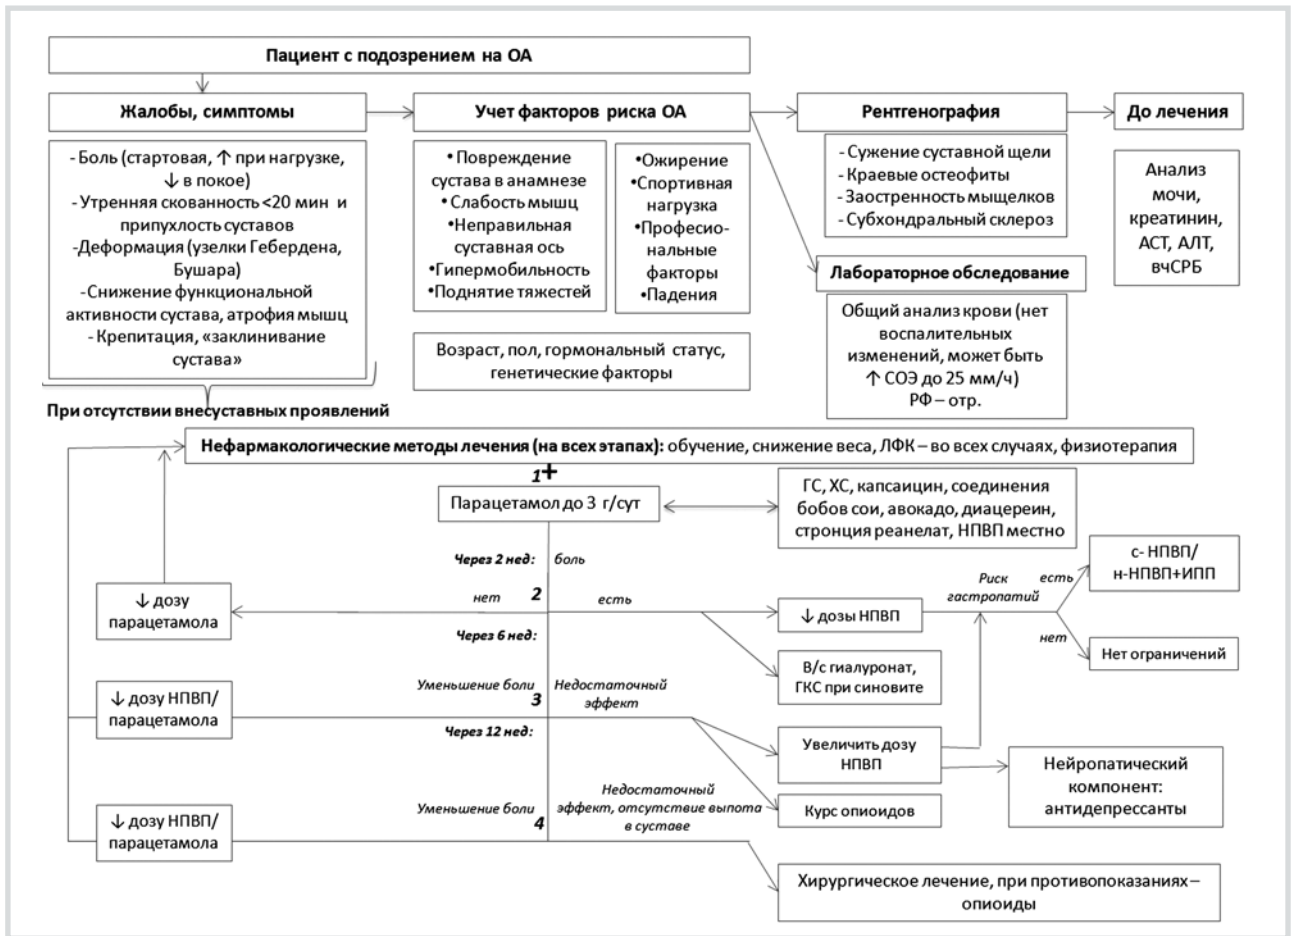 Пациент с подозрением на ОА
Жалобы, симптомы
- Боль (стартовая, ↑ при нагрузке,
↓ в покое)
- Утренняя скованность <20 мин и
припухлость суставов
-Деформация (узелки Гебердена,
Бушара)
- Снижение функциональной
активности сустава, атрофия мышц
- Крепитация, «заклинивание
сустава»
При отсутствии внесуставных проявлений
Учет факторов риска ОА
•Повреждение
сустава в анамнезе
•Слабость мышц
•Неправильная
суставная ось
•Гипермобильность
•Поднятие тяжестей
•Ожирение
•Спортивная
нагрузка
•Професио-
нальные
факторы
•Падения
Возраст, пол, гормональный статус,
генетические факторы
Рентгенография
- Сужение суставной щели
- Краевые остеофиты
- Заостренность мыщелков
- Субхондральный склероз
Лабораторное обследование
Общий анализ крови (нет
воспалительных
изменений, может быть
↑ СОЭ до 25 мм/ч)
РФ – отр.
До лечения
Анализ
мочи,
креатинин,
АСТ, АЛТ,
вчСРБ
Нефармакологические методы лечения (на всех этапах): обучение, снижение веса, ЛФК – во всех случаях, физиотерапия
1 +
Парацетамол до 3 г/сут
ГС, ХС, капсаицин, соединения
бобов сои, авокадо, диацереин,
стронция реанелат, НПВП местно
Через 2 нед: боль
↓ дозу
парацетамола
нет 2 есть
↓ дозы НПВП
Риск
гастропатий
есть
нет
с- НПВП/
н-НПВП+ИПП
Нет ограничений
В/с гиалуронат,
ГКС при синовите
Через 6 нед:
↓ дозу НПВП/
парацетамола
Уменьшение боли 3
Недостаточный
эффект
Увеличить дозу
НПВП
Нейропатический
компонент:
антидепрессанты
Курс опиоидов
Через 12 нед:
↓ дозу НПВП/
парацетамола
Уменьшение боли 4
Недостаточный
эффект, отсутствие выпота
в суставе
Хирургическое лечение, при противопоказаниях –
опиоиды